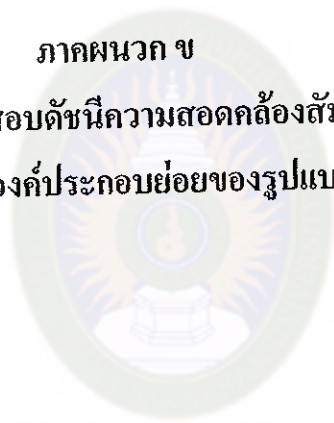 ภาคผนวก ข
สอบดัชนีความสอดคล้องสัม
องค์ประกอบย่อยของรูปแบบ